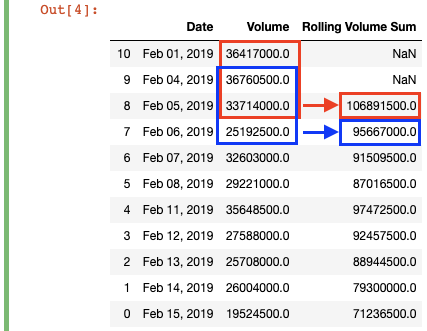 Out[4]:
Date Volume Rolling Volume Sum
10 Feb 01, 2019 36417000.0 NaN
9 Feb 04, 2019 36760500.0 NaN
8 Feb 05, 2019 33714000.0 106891500.0
7 Feb 06, 2019 25192500.0 95667000.0
6 Feb 07, 2019 32603000.0 91509500.0
5 Feb 08, 2019 29221000.0 87016500.0
4 Feb 11, 2019 35648500.0 97472500.0
3 Feb 12, 2019 27588000.0 92457500.0
2 Feb 13, 2019 25708000.0 88944500.0
1 Feb 14, 2019 26004000.0 79300000.0
0 Feb 15, 2019 19524500.0 71236500.0